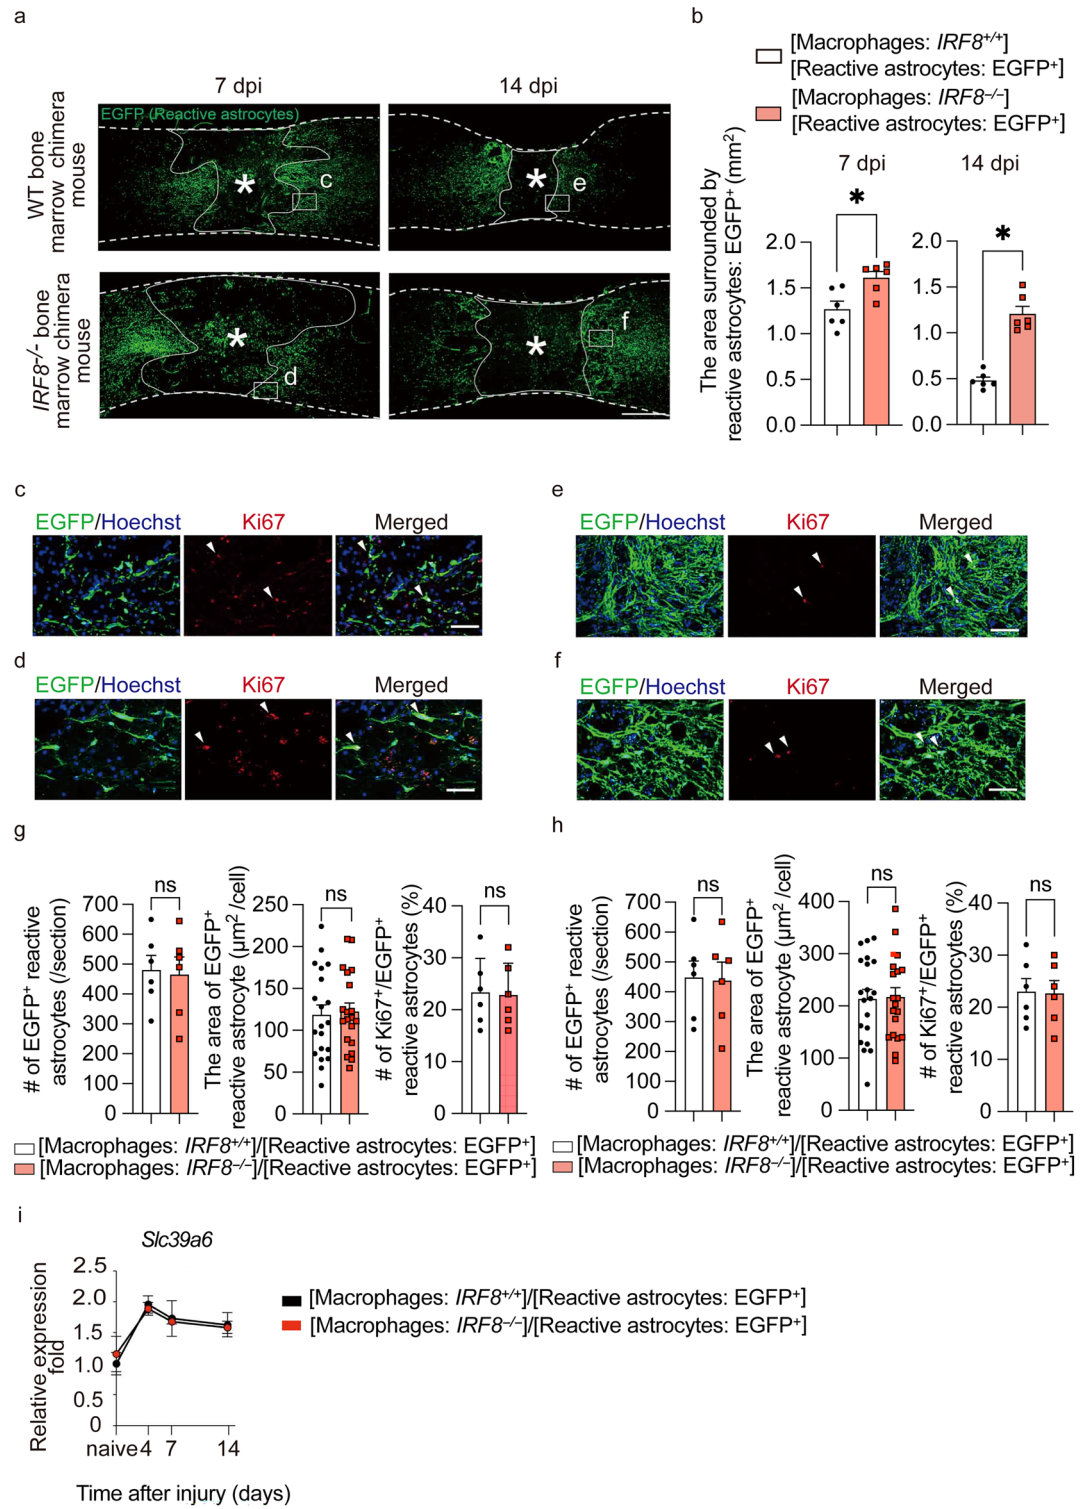 a
7 dpi
14 dpi
WT bone
marrow chimera
mouse
EGFP (Reactive astrocytes)
*
c
*
e
IRF8–/– bone
marrow chimera
mouse
*
d
*
f
b
[Macrophages: IRF8+/+]
[Reactive astrocytes: EGFP+]
[Macrophages: IRF8–/–]
[Reactive astrocytes: EGFP+]
The area surrounded by
reactive astrocytes: EGFP+ (mm2)
7 dpi
*
2.0
1.5
1.0
0.5
0.0
14 dpi
*
2.0
1.5
1.0
0.5
0.0
c
EGFP/Hoechst
Ki67
Merged
e
EGFP/Hoechst
Ki67
Merged
d
EGFP/Hoechst
Ki67
Merged
f
EGFP/Hoechst
Ki67
Merged
g
# of EGFP+ reactive
astrocytes (/section)
ns
700
600
500
400
300
200
100
0
The area of EGFP+
reactive astrocyte (µm2 /cell)
ns
250
200
150
100
50
0
# of Ki67+/EGFP+
reactive astrocytes (%)
ns
40
30
20
10
0
[Macrophages: IRF8+/+]/[Reactive astrocytes: EGFP+]
[Macrophages: IRF8–/–]/[Reactive astrocytes: EGFP+]
h
# of EGFP+ reactive
astrocytes (/section)
ns
700
600
500
400
300
200
100
0
The area of EGFP+
reactive astrocyte (µm2 /cell)
ns
400
300
200
100
0
# of Ki67+/EGFP+
reactive astrocytes (%)
ns
40
30
20
10
0
[Macrophages: IRF8+/+]/[Reactive astrocytes: EGFP+]
[Macrophages: IRF8–/–]/[Reactive astrocytes: EGFP+]
i
Slc39a6
Relative expression
fold
2.5
2.0
1.5
1.0
0.5
0
naive 4 7 14
Time after injury (days)
[Macrophages: IRF8+/+]/[Reactive astrocytes: EGFP+]
[Macrophages: IRF8–/–]/[Reactive astrocytes: EGFP+]